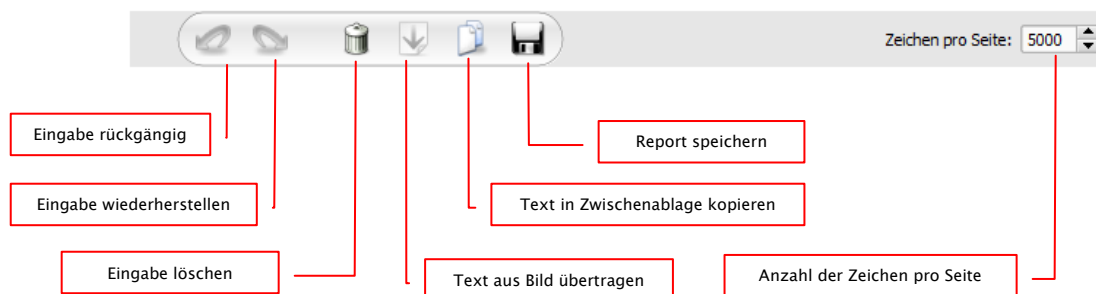 Zeichen pro Seite: 5000
Eingabe rückgängig
Report speichern
Eingabe wiederherstellen
Text in Zwischenablage kopieren
Eingabe löschen
Text aus Bild übertragen
Anzahl der Zeichen pro Seite